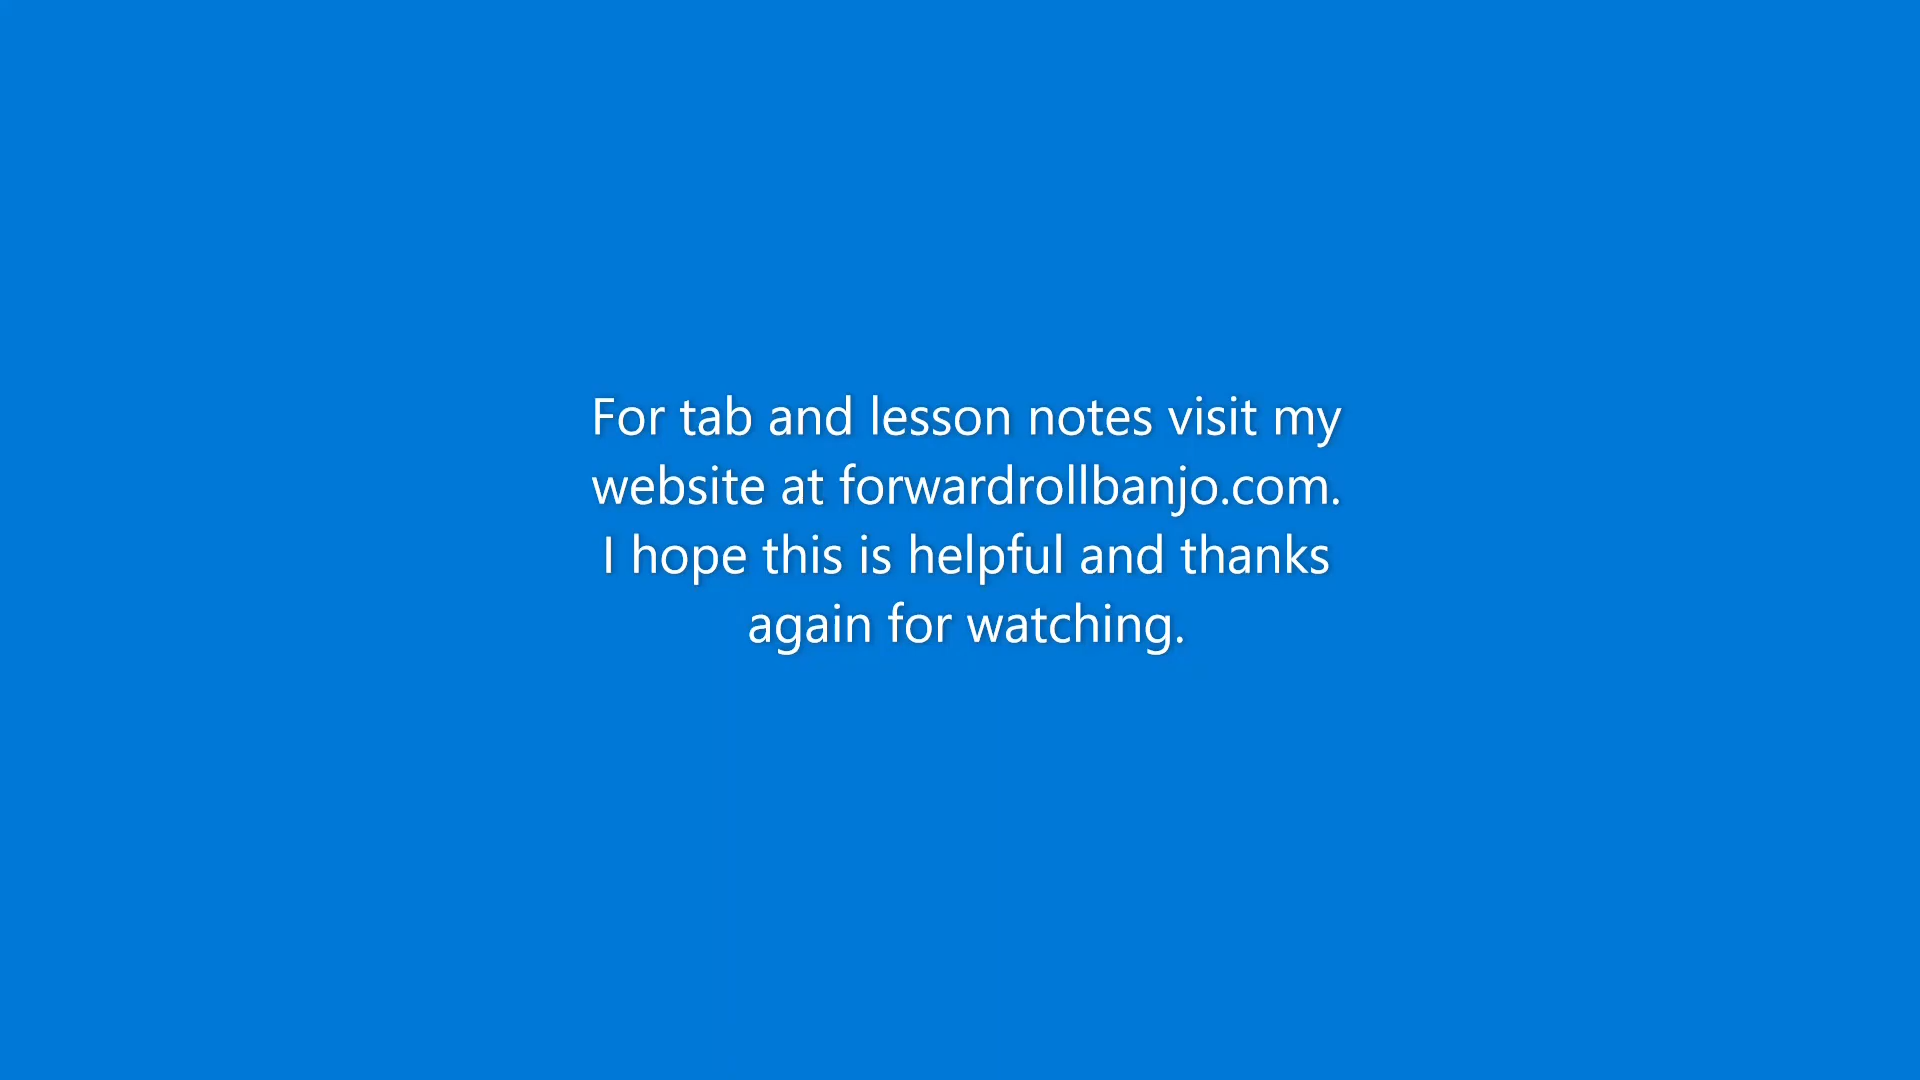 For tab and lesson notes visit my
website at forwardrollbanjo.com.
I hope this is helpful and thanks
again for watching.